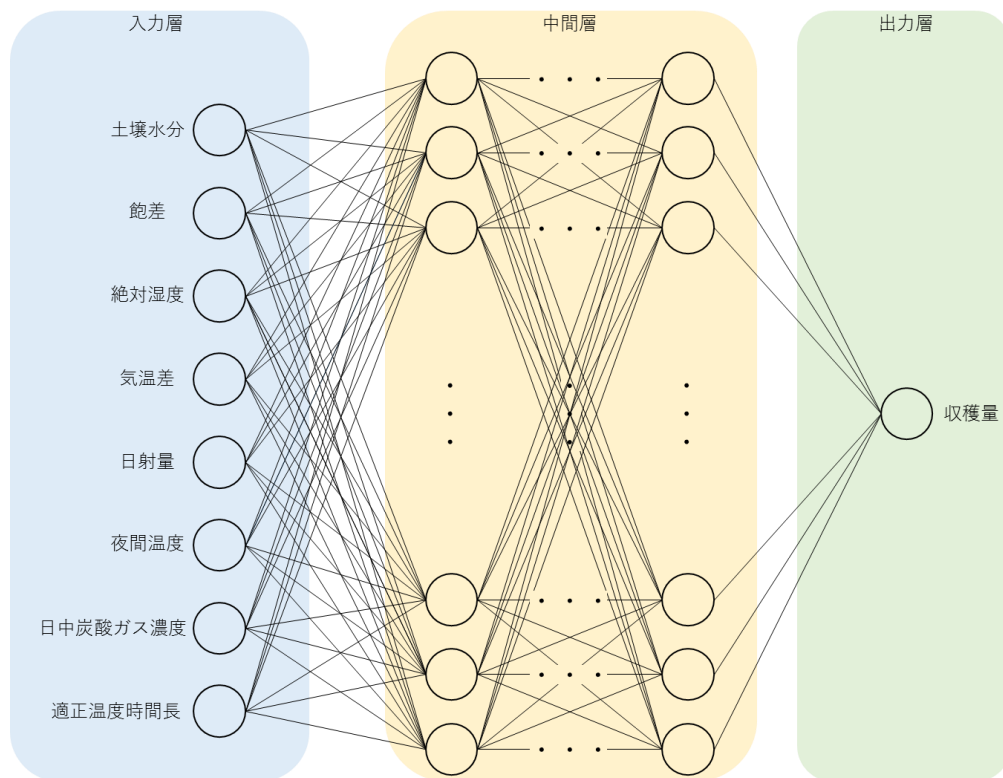 入力層
中間層
出力層
土壌水分
飽差
絶対湿度
気温差
日射量
夜間温度
日中炭酸ガス濃度
適正温度時間長
収穫量